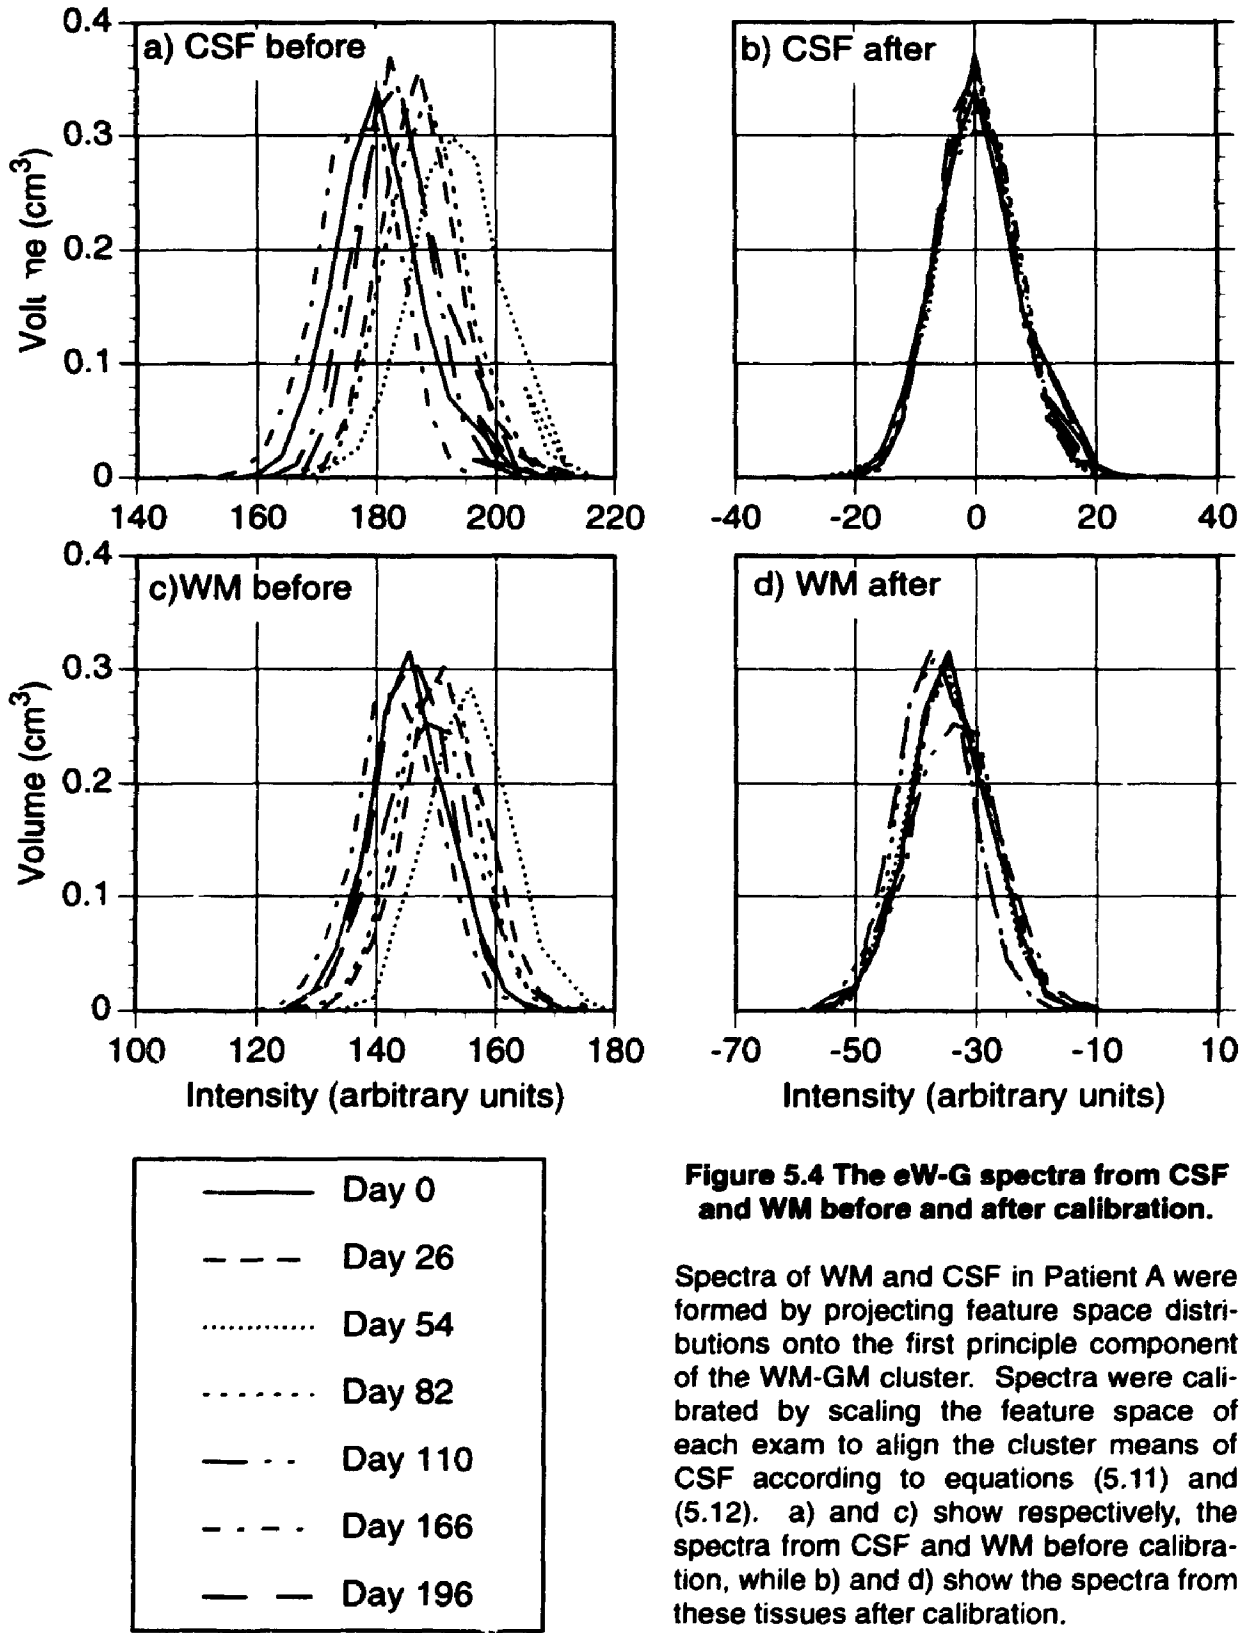 0.4
0.3
0.2
0.1
0
(cm³)
a) CSF before
140 160 180 200 220
b) CSF after
-40 -20 0 20 40
0.4
0.3
0.2
0.1
0
Volume (cm³)
c)WM before
100 120 140 160 180
Intensity (arbitrary units)
d) WM after
-70 -50 -30 -10 10
Intensity (arbitrary units)
Day 0
Day 26
Day 54
Day 82
Day 110
Day 166
Day 196
Figure 5.4 The eW-G spectra from CSF
and WM before and after calibration.
Spectra of WM and CSF in Patient A were
formed by projecting feature space distri-
butions onto the first principle component
of the WM-GM cluster. Spectra were cali-
brated by scaling the feature space of
each exam to align the cluster means of
CSF according to equations (5.11) and
(5.12). a) and c) show respectively, the
spectra from CSF and WM before calibra-
tion, while b) and d) show the spectra from
these tissues after calibration.